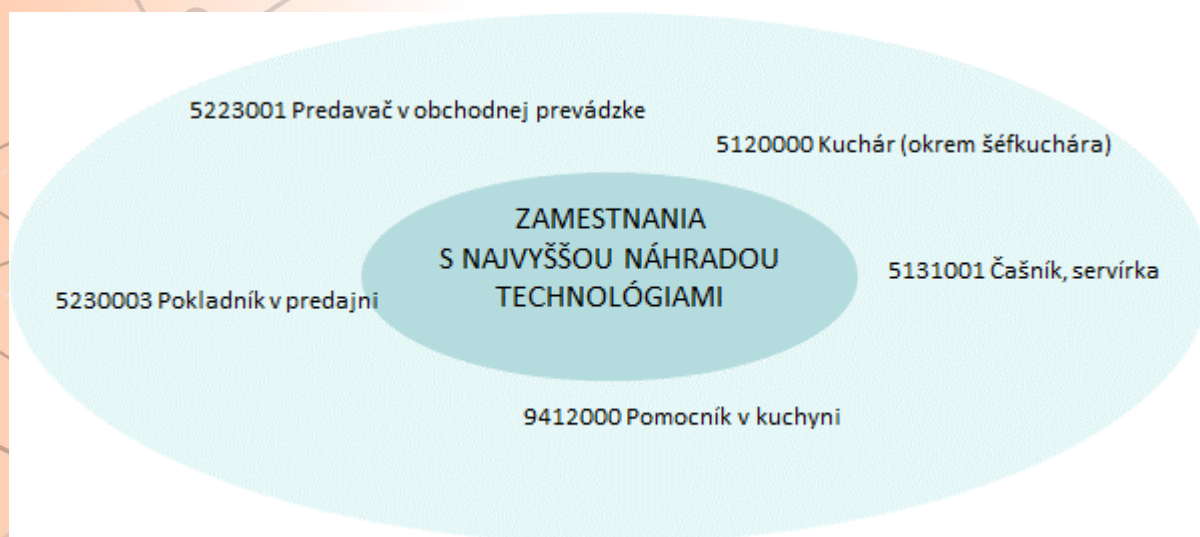 5223001 Predavač v obchodnej prevádzke
5120000 Kuchár (okrem šéfkuchára)
ZAMESTNANIA
S NAJVYŠŠOU NÁHRADOU
TECHNOLÓGIAMI
5131001 Čašník, servírka
5230003 Pokladník v predajni
9412000 Pomocník v kuchyni